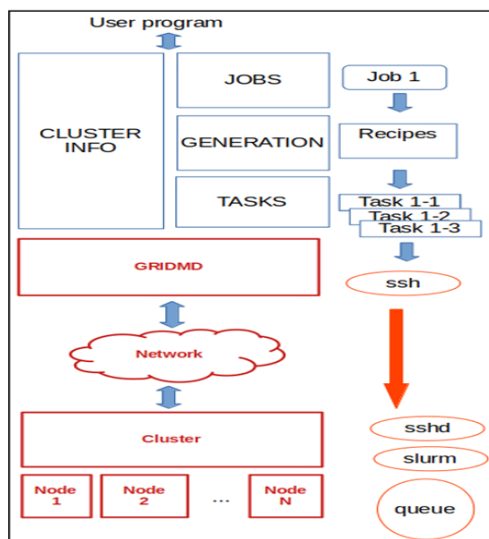 User program
CLUSTER
INFO
JOBS
GENERATION
TASKS
Job 1
Recipes
Task 1-1
Task 1-2
Task 1-3
GRIDMD
ssh
Network
Cluster
sshd
slurm
Node
1
Node
2
...
Node
N
queue